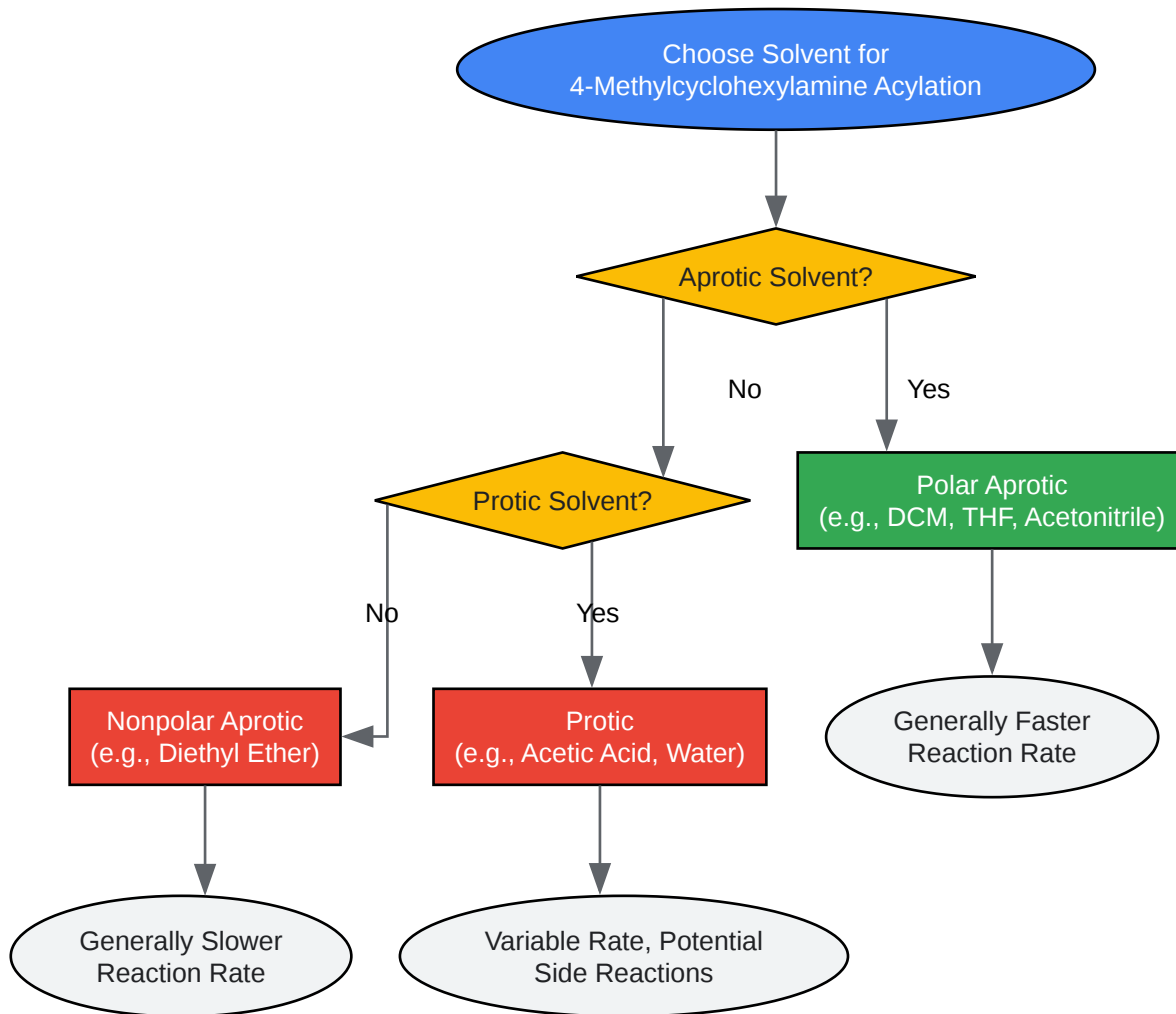 Choose Solvent for
4-Methylcyclohexylamine Acylation
Aprotic Solvent?
No
Yes
Protic Solvent?
Polar Aprotic
(e.g., DCM, THF, Acetonitrile)
No
Yes
Nonpolar Aprotic
(e.g., Diethyl Ether)
Protic
(e.g., Acetic Acid, Water)
Generally Faster
Reaction Rate
Generally Slower
Reaction Rate
Variable Rate, Potential
Side Reactions